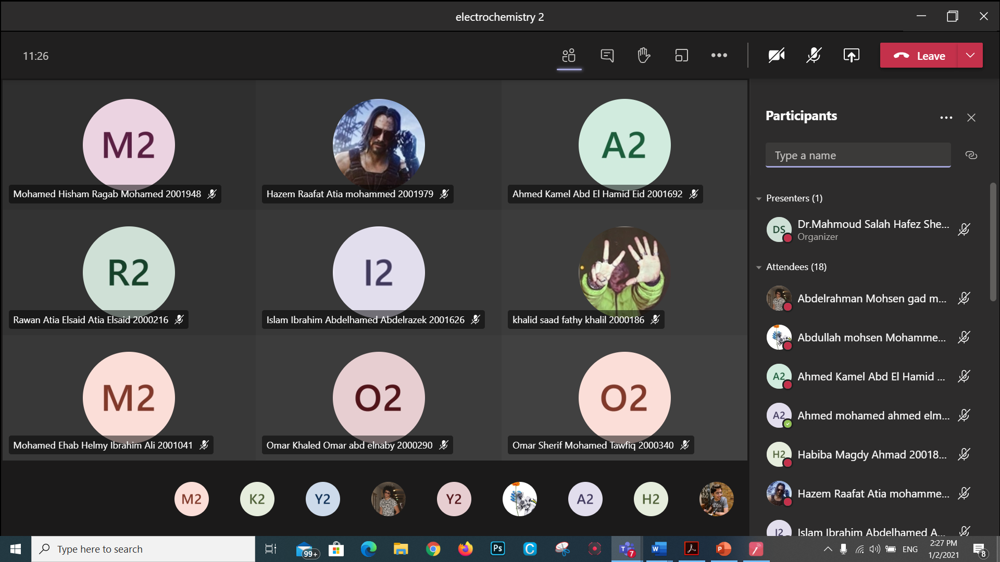 electrochemistry 2
11:26
Leave
M2
A2
Mohamed Hisham Ragab Mohamed 2001948
Hazem Raafat Atia mohammed 2001979
Ahmed Kamel Abd El Hamid Eid 2001692
R2
I2
Rawan Atia Elsaid Atia Elsaid 2000216
Islam Ibrahim Abdelhamed Abdelrazek 2001626
khalid saad fathy khalil 2000186
M2
O2
O2
Mohamed Ehab Helmy Ibrahim Ali 2001041
Omar Khaled Omar abd elnaby 2000290
Omar Sherif Mohamed Tawfiq 2000340
M2
K2
Y2
Y2
A2
H2
Participants
Type a name
Presenters (1)
DS
Dr.Mahmoud Salah Hafez She...
Organizer
Attendees (18)
Abdelrahman Mohsen gad m...
Abdullah mohsen Mohamme...
A2
Ahmed Kamel Abd El Hamid ...
A2
Ahmed mohamed ahmed elm...
H2
Habiba Magdy Ahmad 20018...
Hazem Raafat Atia mohamme...
I2
Islam Ibrahim Abdelhamed A...
Type here to search
99+
Ps
C
7
W
P
ENG
2:27 PM
1/2/2021
8